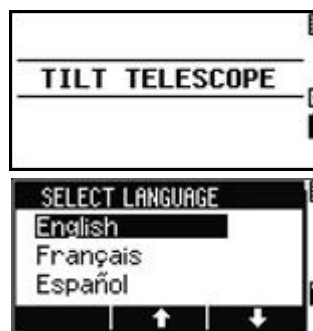 TILT TELESCOPE
SELECT LANGUAGE
English
Français
Español